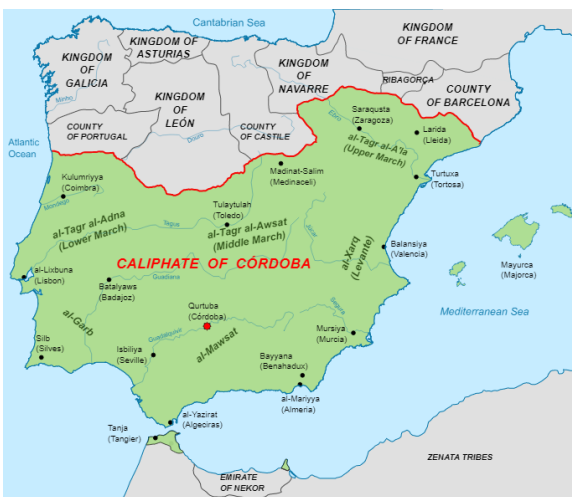 Cantabrian Sea
KINGDOM
OF FRANCE
KINGDOM OF
ASTURIAS
KINGDOM
OF
GALICIA
KINGDOM
OF
NAVARRE
RIBAGORÇA
COUNTY
OF BARCELONA
Minho
KINGDOM
OF
LEÓN
Ebro
Saraqusta
(Zaragoza)
Larida
(Lleida)
COUNTY
OF PORTUGAL
Douro
COUNTY
OF CASTILE
al-Tagr al-A'la
(Upper March)
Atlantic
Ocean
Madinat-Salim
(Medinaceli)
Kulumriyya
(Coimbra)
Turtuxa
(Tortosa)
Mondego
Tulaytulah
(Toledo)
al-Tagr al-Adna
(Lower March)
Tagus
al-Tagr al-Awsat
(Middle March)
al-Xarq
(Levante)
Balansiya
(Valencia)
Mayurca
(Majorca)
CALIPHATE OF CÓRDOBA
al-Lixbuna
(Lisbon)
Batalyaws
(Badajoz)
Guadiana
Qurtuba
(Córdoba)
Segura
Mediterranean Sea
al-Garb
Guadalquivir
al-Mawsat
Mursiya
(Murcia)
Silb
(Silves)
Isbiliya
(Seville)
Bayyana
(Benahadux)
al-Mariyya
(Almeria)
al-Yazirat
(Algeciras)
Tanja
(Tangier)
ZENATA TRIBES
EMIRATE
OF NEKOR